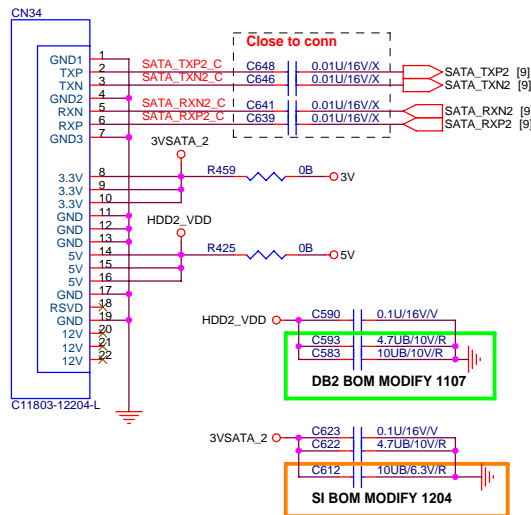 CN34
Close to conn
GND1 1
TXP 2 SATA_TXP2_C C648 0.01U/16V/X SATA_TXP2 [9]
TXN 3 SATA_TXN2_C C646 0.01U/16V/X SATA_TXN2 [9]
GND2 4
RXN 5 SATA_RXN2_C C641 0.01U/16V/X SATA_RXN2 [9]
RXP 6 SATA_RXP2_C C639 0.01U/16V/X SATA_RXP2 [9]
GND3 7
3VSATA_2
3.3V 8 R459 0B 3V
3.3V 9
3.3V 10
GND 11
GND 12
HDD2_VDD
GND 13
5V 14 R425 0B 5V
5V 15
5V 16
GND 17
RSVD 18
GND 19
12V 20
12V 21
12V 22
C11803-12204-L
HDD2_VDD C590 0.1U/16V/V
C593 4.7UB/10V/R
C583 10UB/10V/R
DB2 BOM MODIFY 1107
3VSATA_2 C623 0.1U/16V/V
C622 4.7UB/10V/R
C612 10UB/6.3V/R
SI BOM MODIFY 1204